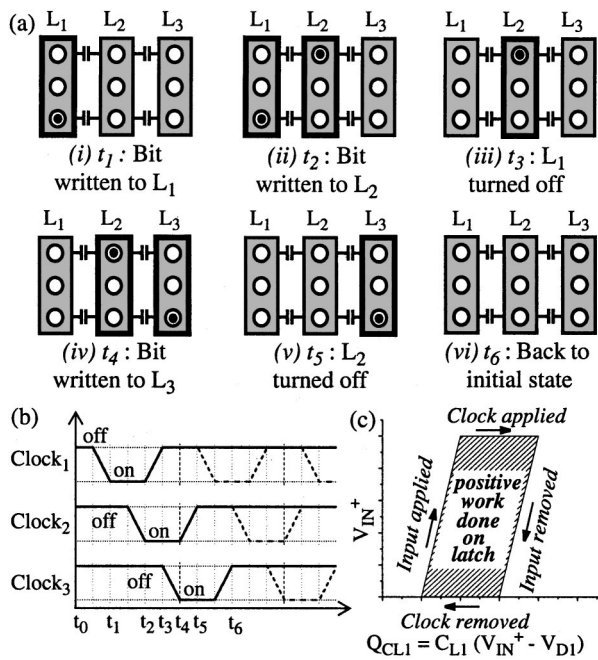 (a)
L1 L2 L3
L1 L2 L3
L1 L2 L3
(i) t1 : Bit
written to L1
(ii) t2 : Bit
written to L2
(iii) t3 : L1
turned off
L1 L2 L3
L1 L2 L3
L1 L2 L3
(iv) t4 : Bit
written to L3
(v) t5 : L2
turned off
(vi) t6 : Back to
initial state
(b)
off
Clock1
on
Clock2
off
on
Clock3
off
on
t0 t1 t2 t3 t4 t5 t6
(c)
Clock applied
VIN+
Input applied
positive
work
done
on
latch
Input removed
Clock removed
QCL1 = CL1 (VIN+ - VD1)